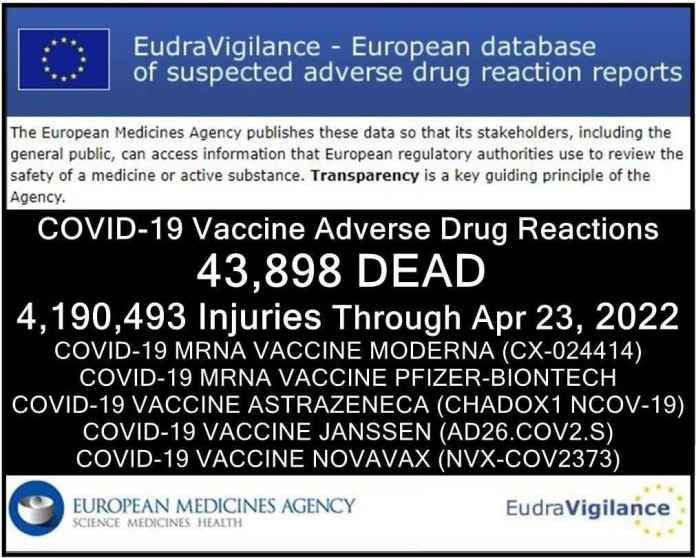 EudraVigilance - European database
of suspected adverse drug reaction reports
The European Medicines Agency publishes these data so that its stakeholders, including the
general public, can access information that European regulatory authorities use to review the
safety of a medicine or active substance. Transparency is a key guiding principle of the
Agency.
COVID-19 Vaccine Adverse Drug Reactions
43,898 DEAD
4,190,493 Injuries Through Apr 23, 2022
COVID-19 MRNA VACCINE MODERNA (CX-024414)
COVID-19 MRNA VACCINE PFIZER-BIONTECH
COVID-19 VACCINE ASTRAZENECA (CHADOX1 NCOV-19)
COVID-19 VACCINE JANSSEN (AD26.COV2.S)
COVID-19 VACCINE NOVAVAX (NVX-COV2373)
EUROPEAN MEDICINES AGENCY
SCIENCE MEDICINES HEALTH
EudraVigilance